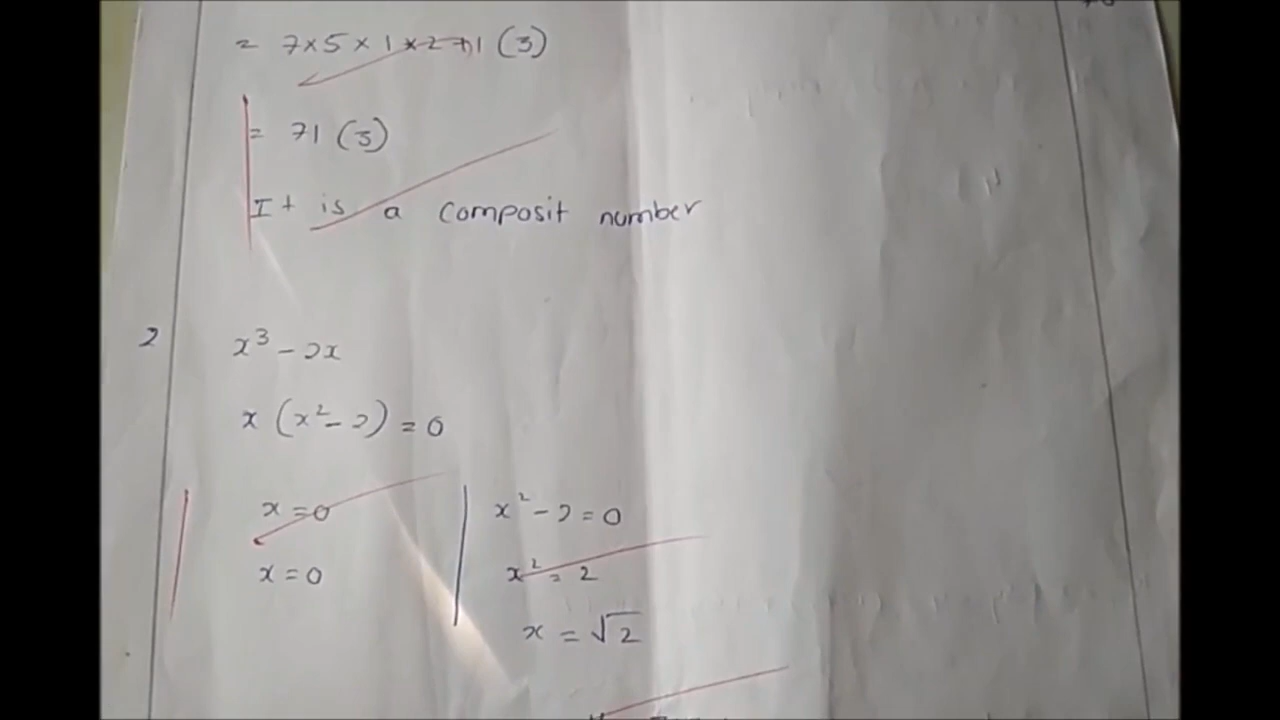 = 7×5×1×2+1(3)
= 71(3)
It is a composit number
2 x³ - 2x
x(x² - 2) = 0
x = 0 x² - 2 = 0
x = 0 x² = 2
x = √2